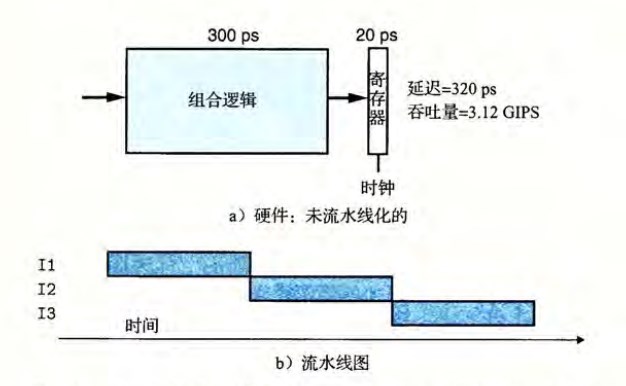 300 ps 20 ps
组合逻辑
寄存器
延迟=320 ps
吞吐量=3.12 GIPS
时钟
a）硬件：未流水线化的
I1
I2
I3
时间
b）流水线图